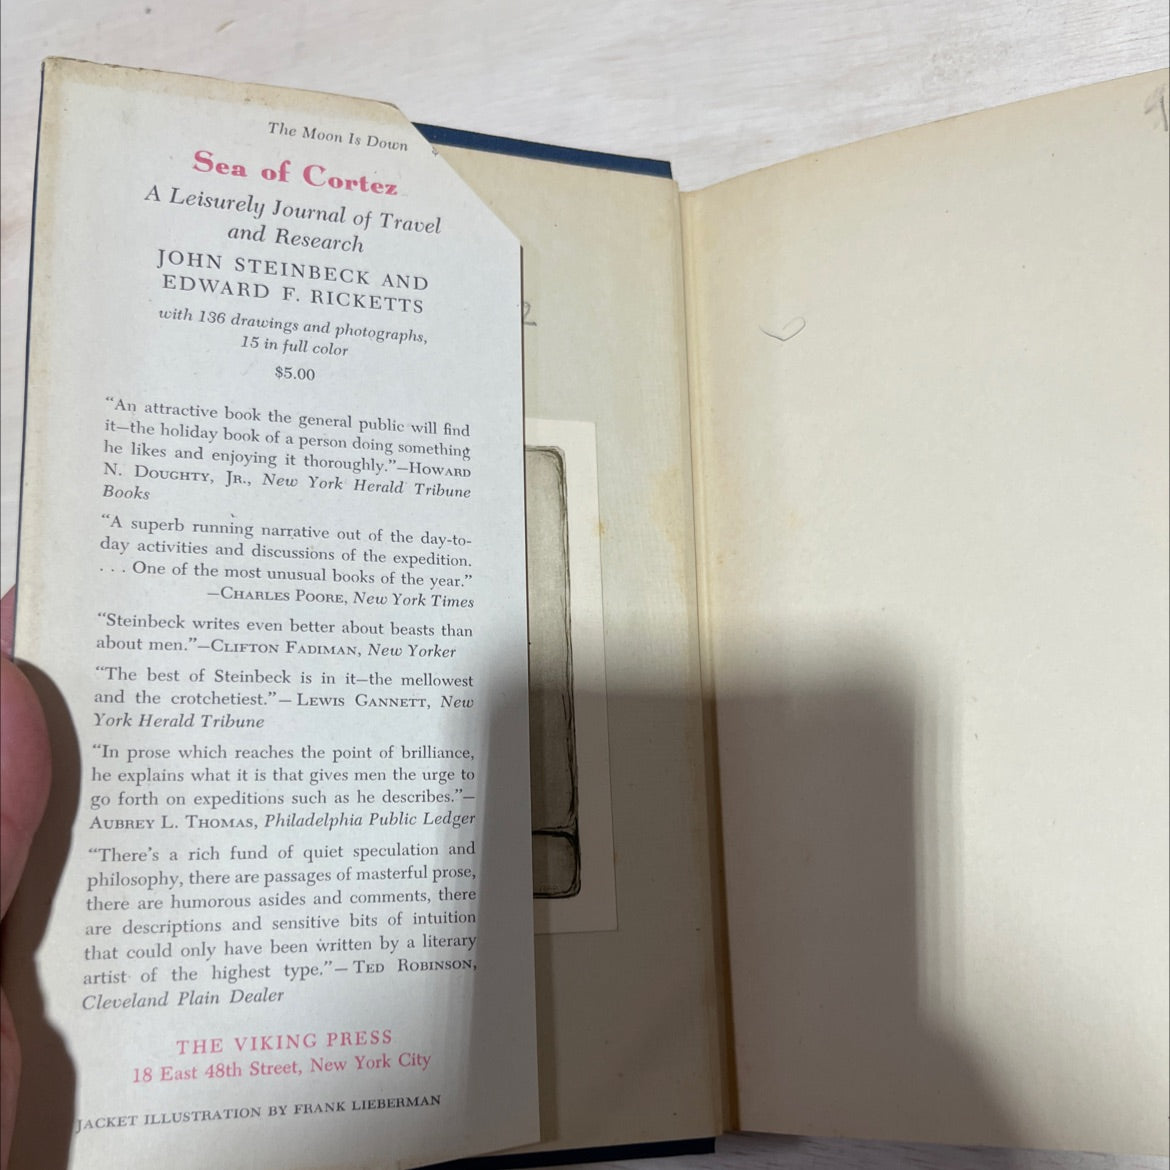 The Moon Is Down
Sea of Cortez
A Leisurely Journal of Travel
and Research
JOHN STEINBECK AND
EDWARD F. RICKETTS
with 136 drawings and photographs,
15 in full color
$5.00
“An attractive book the general public will find
it—the holiday book of a person doing something
he likes and enjoying it thoroughly.”—HOWARD
N. DOUGHTY, JR., New York Herald Tribune
Books
“A superb running narrative out of the day-to-
day activities and discussions of the expedition.
. . . One of the most unusual books of the year.”
—CHARLES POORE, New York Times
“Steinbeck writes even better about beasts than
about men.”—CLIFTON FADIMAN, New Yorker
“The best of Steinbeck is in it—the mellowest
and the crotchetiest.”—LEWIS GANNETT, New
York Herald Tribune
“In prose which reaches the point of brilliance,
he explains what it is that gives men the urge to
go forth on expeditions such as he describes.”—
AUBREY L. THOMAS, Philadelphia Public Ledger
“There’s a rich fund of quiet speculation and
philosophy, there are passages of masterful prose,
there are humorous asides and comments, there
are descriptions and sensitive bits of intuition
that could only have been written by a literary
artist of the highest type.”—TED ROBINSON,
Cleveland Plain Dealer
THE VIKING PRESS
18 East 48th Street, New York City
JACKET ILLUSTRATION BY FRANK LIEBERMAN
2